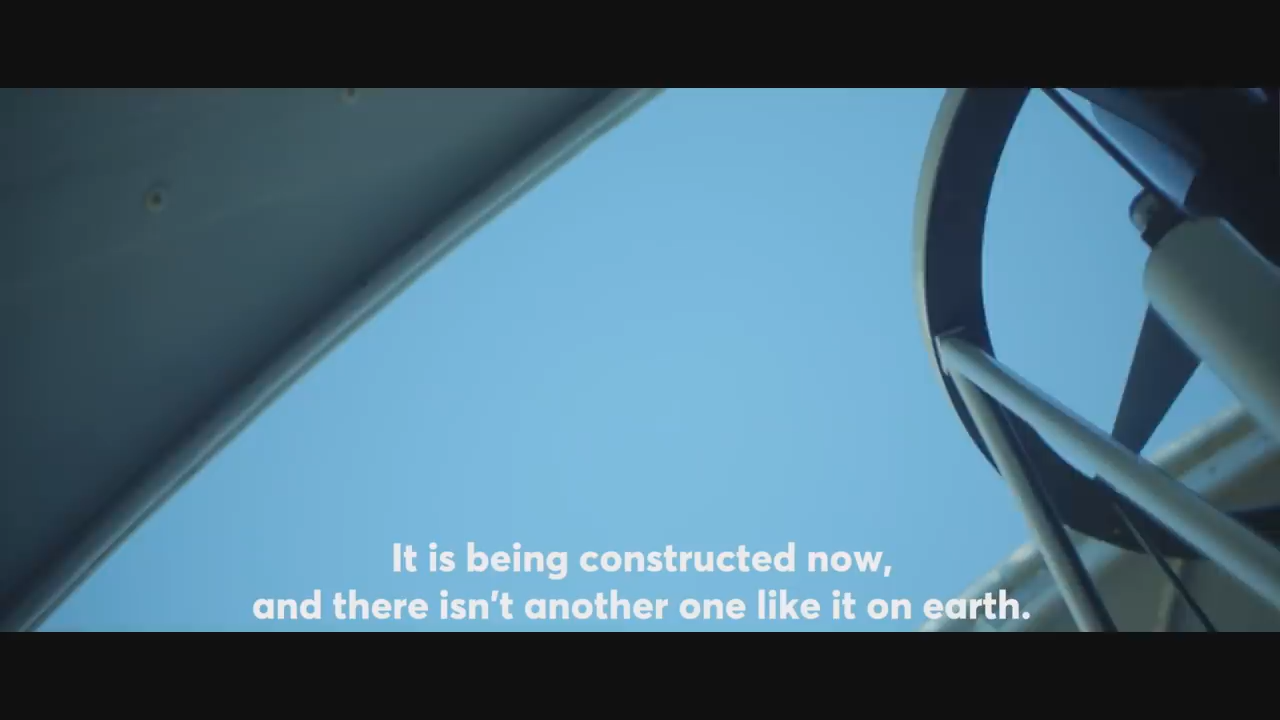 It is being constructed now,
and there isn't another one like it on earth.